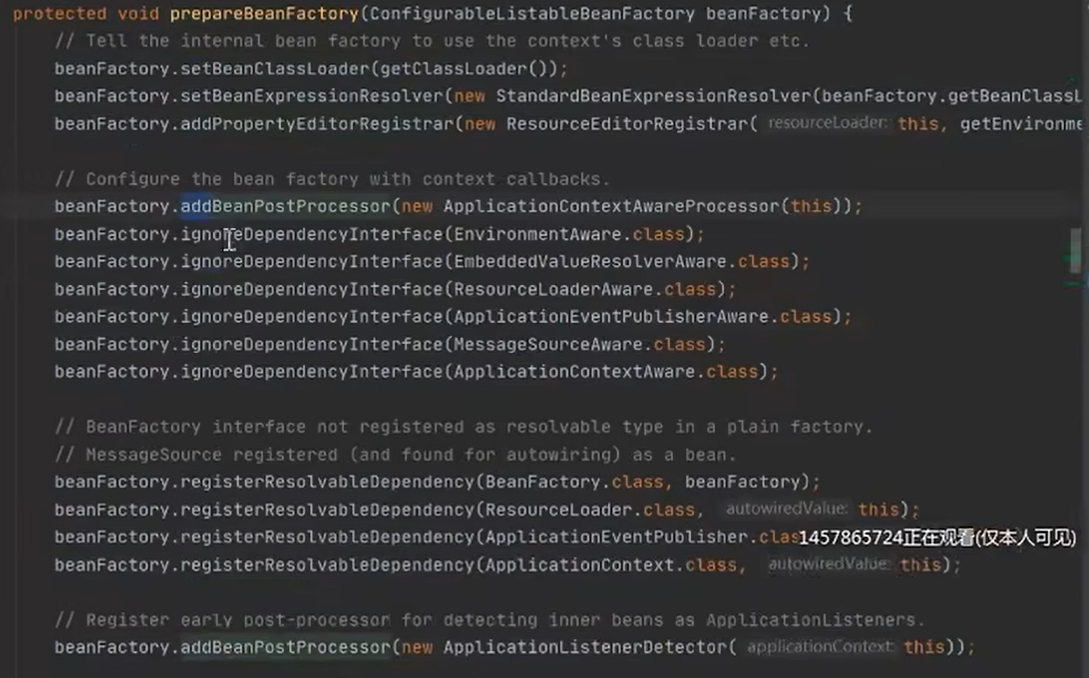 protected void prepareBeanFactory(ConfigurableListableBeanFactory beanFactory) {
// Tell the internal bean factory to use the context's class loader etc.
beanFactory.setBeanClassLoader(getClassLoader());
beanFactory.setBeanExpressionResolver(new StandardBeanExpressionResolver(beanFactory.getBeanClassL
beanFactory.addPropertyEditorRegistrar(new ResourceEditorRegistrar( resourceLoader: this, getEnvironme
// Configure the bean factory with context callbacks.
beanFactory.addBeanPostProcessor(new ApplicationContextAwareProcessor(this));
beanFactory.ignoreDependencyInterface(EnvironmentAware.class);
beanFactory.ignoreDependencyInterface(EmbeddedValueResolverAware.class);
beanFactory.ignoreDependencyInterface(ResourceLoaderAware.class);
beanFactory.ignoreDependencyInterface(ApplicationEventPublisherAware.class);
beanFactory.ignoreDependencyInterface(MessageSourceAware.class);
beanFactory.ignoreDependencyInterface(ApplicationContextAware.class);
// BeanFactory interface not registered as resolvable type in a plain factory.
// MessageSource registered (and found for autowiring) as a bean.
beanFactory.registerResolvableDependency(BeanFactory.class, beanFactory);
beanFactory.registerResolvableDependency(ResourceLoader.class, autowiredValue: this);
beanFactory.registerResolvableDependency(ApplicationEventPublisher.clas
1457865724正在观看(仅本人可见)
beanFactory.registerResolvableDependency(ApplicationContext.class, autowiredValue: this);
// Register early post-processor for detecting inner beans as ApplicationListeners.
beanFactory.addBeanPostProcessor(new ApplicationListenerDetector( applicationContext: this));